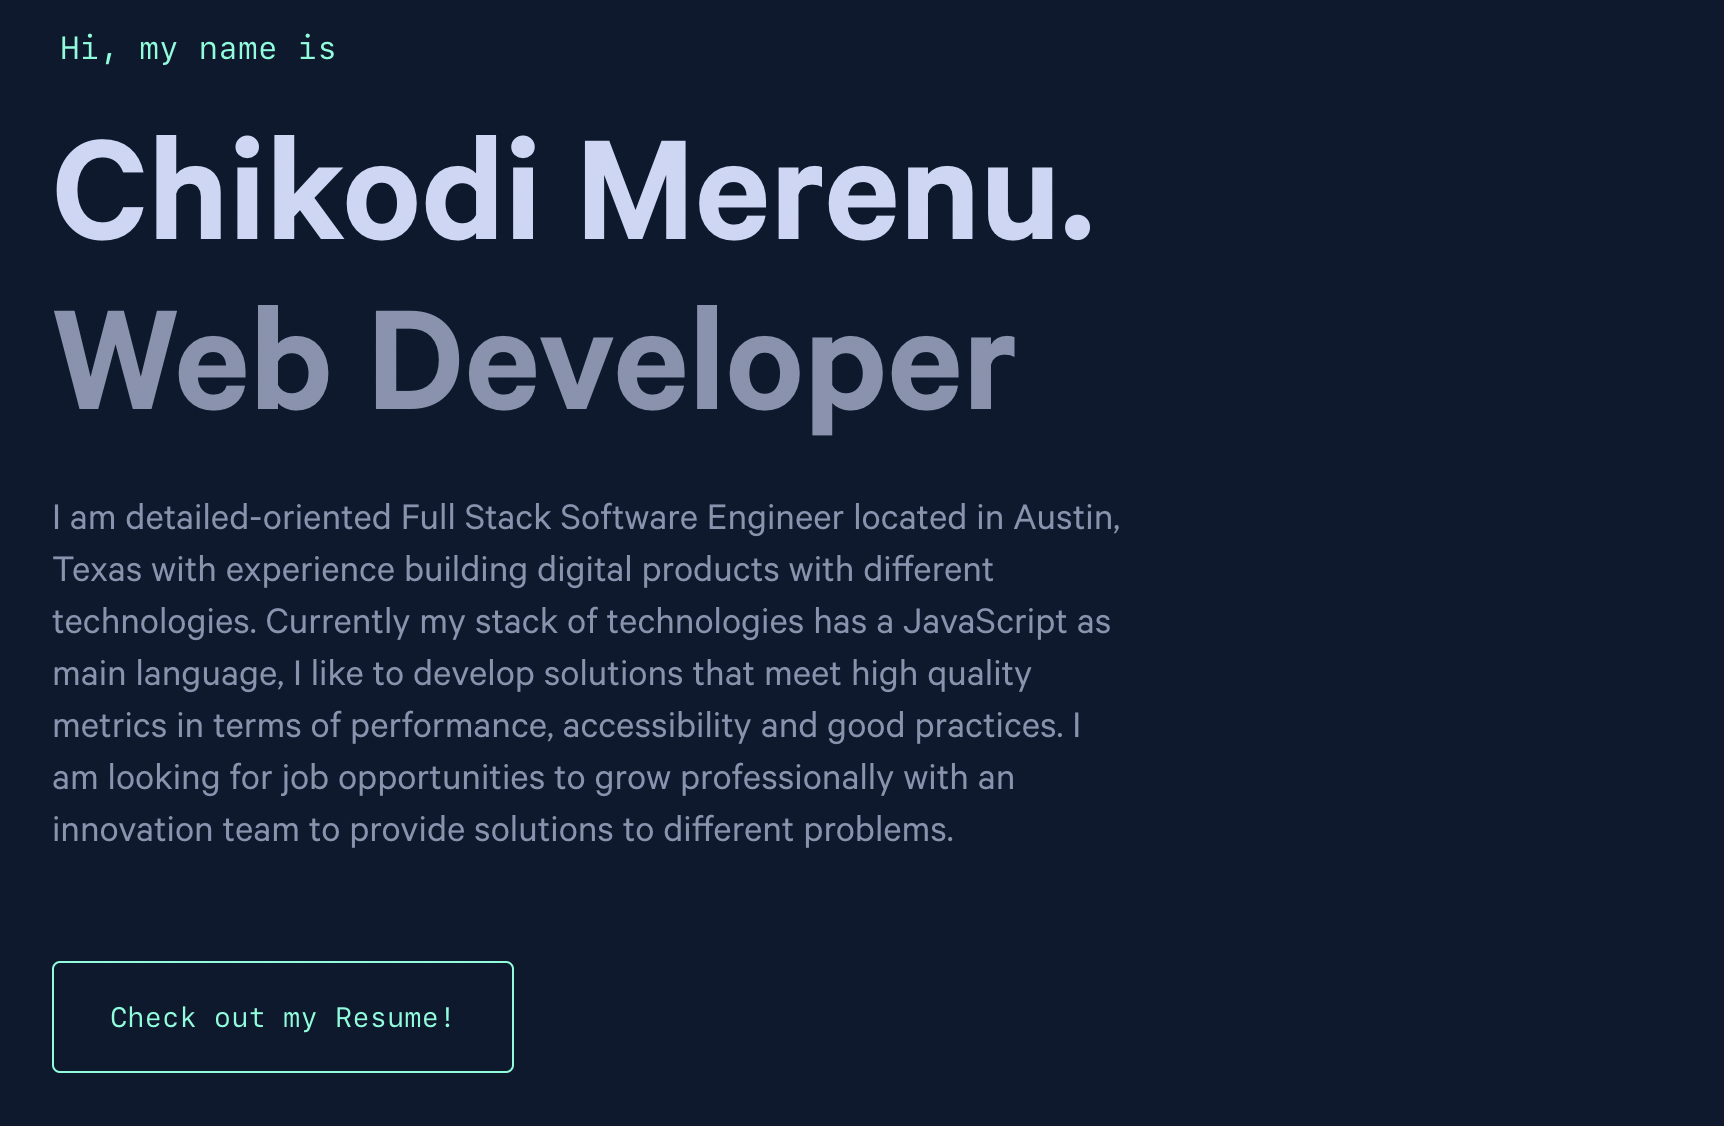 Hi, my name is
Chikodi Merenu.
Web Developer
I am detailed-oriented Full Stack Software Engineer located in Austin,
Texas with experience building digital products with different
technologies. Currently my stack of technologies has a JavaScript as
main language, I like to develop solutions that meet high quality
metrics in terms of performance, accessibility and good practices. I
am looking for job opportunities to grow professionally with an
innovation team to provide solutions to different problems.
Check out my Resume!